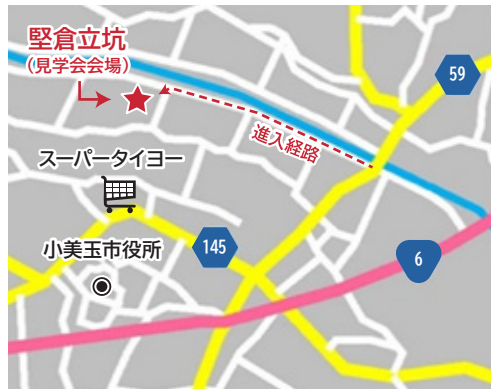 堅倉立坑
（見学会会場）
59
進入経路
スーパータイヨー
小美玉市役所
145
6